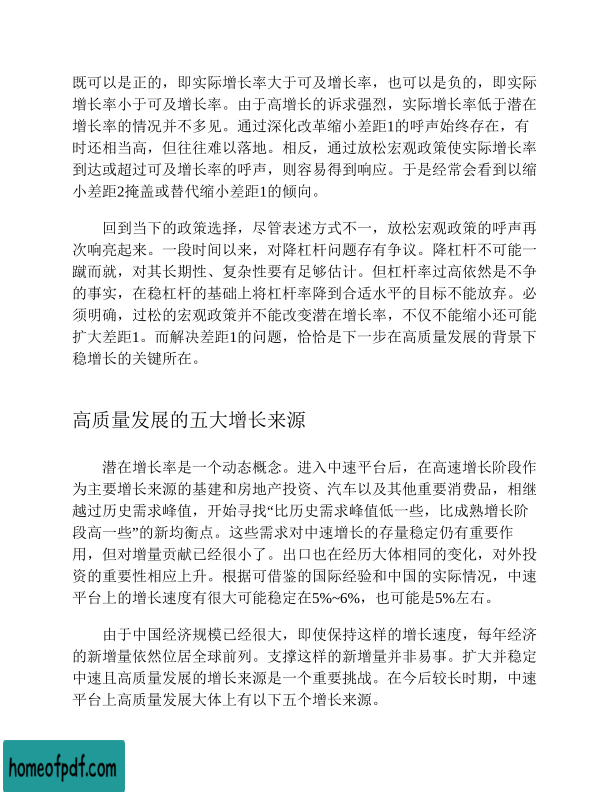 既可以是正的，即实际增长率大于可及增长率，也可以是负的，即实际
增长率小于可及增长率。由于高增长的诉求强烈，实际增长率低于潜在
增长率的情况并不多见。通过深化改革缩小差距1的呼声始终存在，有
时还相当高，但往往难以落地。相反，通过放松宏观政策使实际增长率
到达或超过可及增长率的呼声，则容易得到响应。于是经常会看到以缩
小差距2掩盖或替代缩小差距1的倾向。
回到当下的政策选择，尽管表述方式不一，放松宏观政策的呼声再
次响亮起来。一段时间以来，对降杠杆问题存有争议。降杠杆不可能一
蹴而就，对其长期性、复杂性要有足够估计。但杠杆率过高依然是不争
的事实，在稳杠杆的基础上将杠杆率降到合适水平的目标不能放弃。必
须明确，过松的宏观政策并不能改变潜在增长率，不仅不能缩小还可能
扩大差距1。而解决差距1的问题，恰恰是下一步在高质量发展的背景下
稳增长的关键所在。
高质量发展的五大增长来源
潜在增长率是一个动态概念。进入中速平台后，在高速增长阶段作
为主要增长来源的基建和房地产投资、汽车以及其他重要消费品，相继
越过历史需求峰值，开始寻找“比历史需求峰值低一些，比成熟增长阶
段高一些”的新均衡点。这些需求对中速增长的存量稳定仍有重要作
用，但对增量贡献已经很小了。出口也在经历大体相同的变化，对外投
资的重要性相应上升。根据可借鉴的国际经验和中国的实际情况，中速
平台上的增长速度有很大可能稳定在5%~6%，也可能是5%左右。
由于中国经济规模已经很大，即使保持这样的增长速度，每年经济
的新增量依然位居全球前列。支撑这样的新增量并非易事。扩大并稳定
中速且高质量发展的增长来源是一个重要挑战。在今后较长时期，中速
平台上高质量发展大体上有以下五个增长来源。
homeofpdf.com